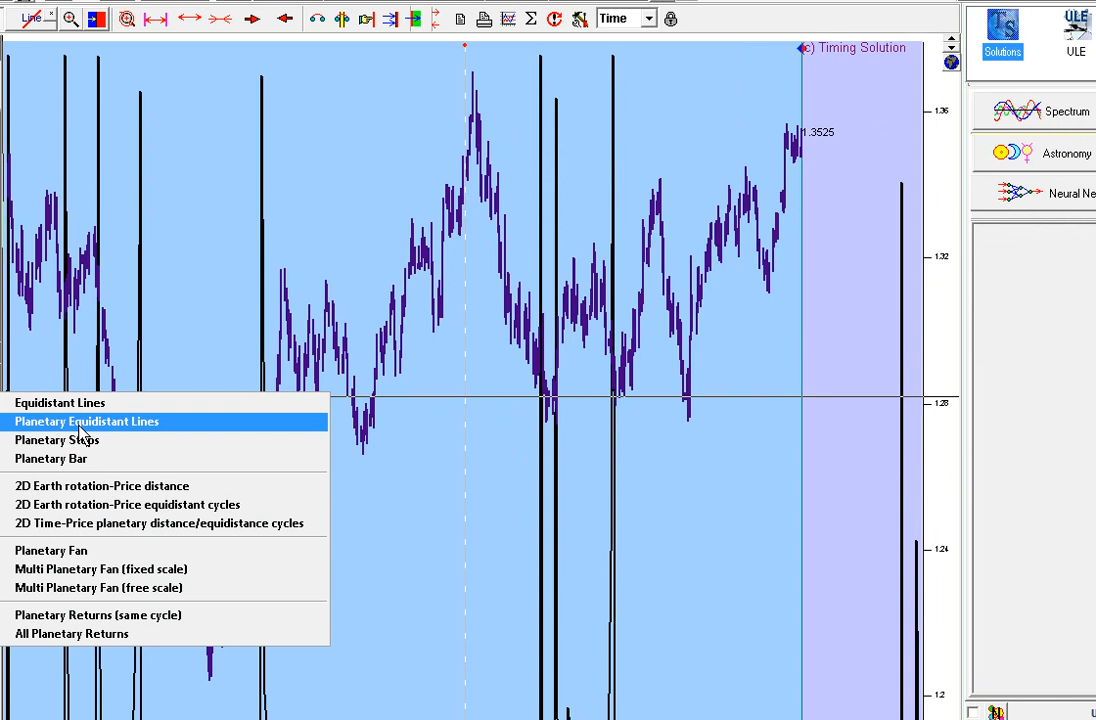 Line
Time
Solutions
ULE
ULE
(c) Timing Solution
Spectrum
Astronomy
Neural Ne
1.36
1.3525
1.32
1.28
1.24
1.2
Equidistant Lines
Planetary Equidistant Lines
Planetary Steps
Planetary Bar
2D Earth rotation-Price distance
2D Earth rotation-Price equidistant cycles
2D Time-Price planetary distance/equidistance cycles
Planetary Fan
Multi Planetary Fan (fixed scale)
Multi Planetary Fan (free scale)
Planetary Returns (same cycle)
All Planetary Returns